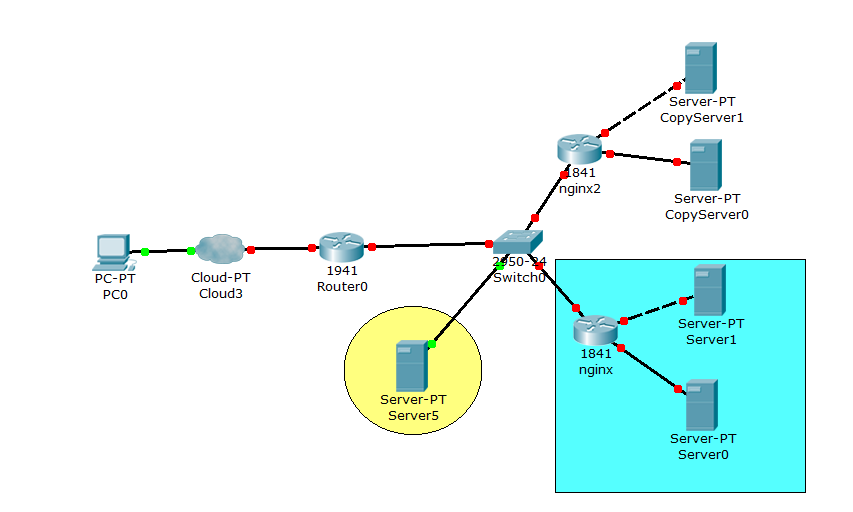 Server-PT
CopyServer1
1841
nginx2
Server-PT
CopyServer0
PC-PT
PC0
Cloud-PT
Cloud3
1941
Router0
2950-24
Switch0
Server-PT
Server1
1841
nginx
Server-PT
Server5
Server-PT
Server0